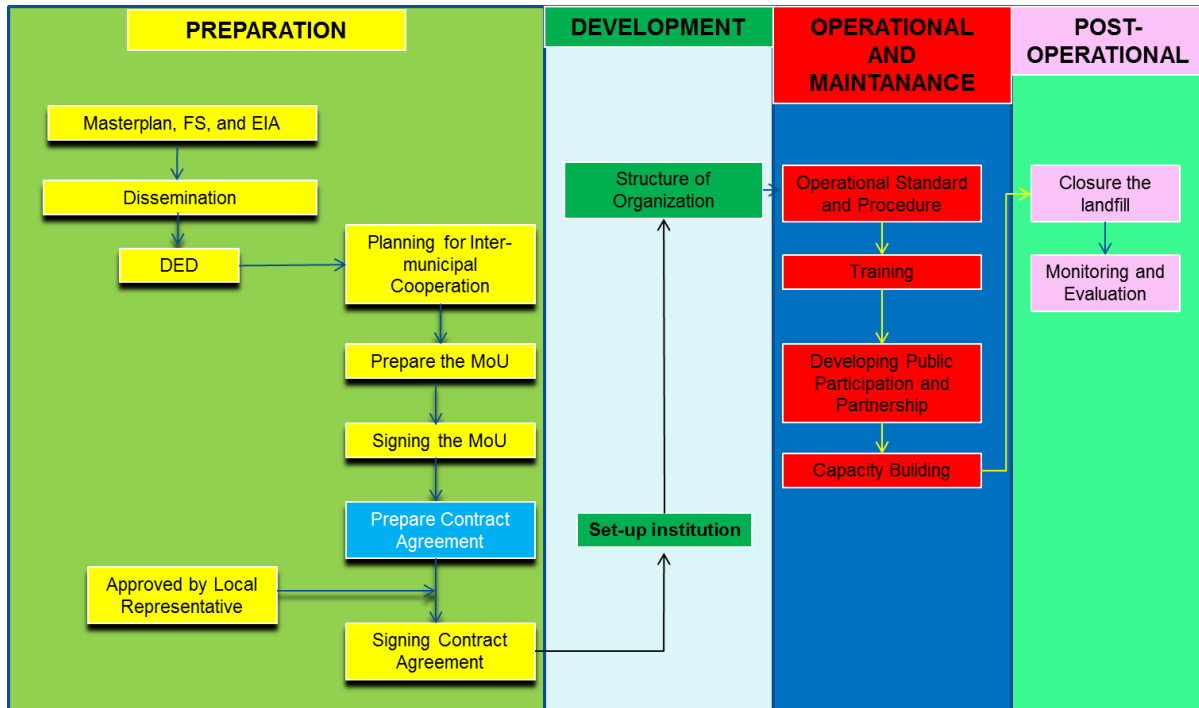 PREPARATION
Masterplan, FS, and EIA
Dissemination
DED
Planning for Inter-
municipal
Cooperation
Prepare the MoU
Signing the MoU
Prepare Contract
Agreement
Approved by Local
Representative
Signing Contract
Agreement
DEVELOPMENT
Structure of
Organization
Set-up institution
OPERATIONAL
AND
MAINTANANCE
Operational Standard
and Procedure
Training
Developing Public
Participation and
Partnership
Capacity Building
POST-
OPERATIONAL
Closure the
landfill
Monitoring and
Evaluation